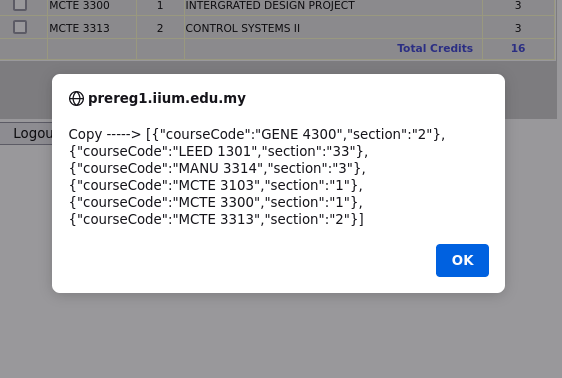 MCTE 3300 1 INTERGRATED DESIGN PROJECT 3
MCTE 3313 2 CONTROL SYSTEMS II 3
Total Credits 16
prereg1.iium.edu.my
Copy -----> [{"courseCode":"GENE 4300","section":"2"},
{"courseCode":"LEED 1301","section":"33"},
{"courseCode":"MANU 3314","section":"3"},
{"courseCode":"MCTE 3103","section":"1"},
{"courseCode":"MCTE 3300","section":"1"},
{"courseCode":"MCTE 3313","section":"2"}]
Logou
OK